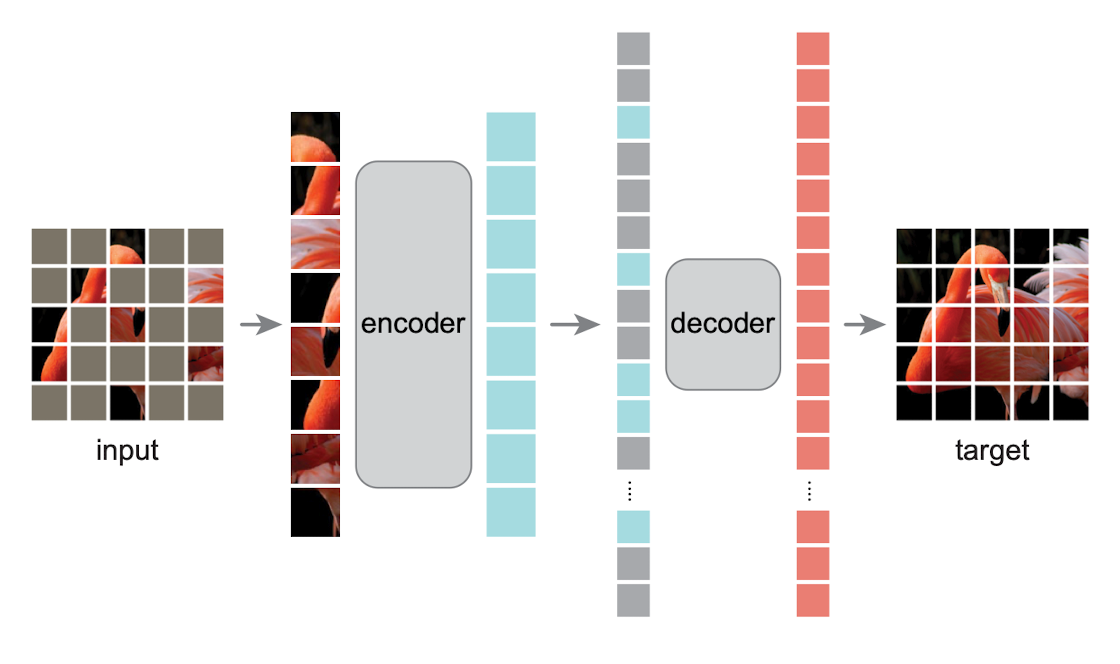 input
encoder
decoder
target